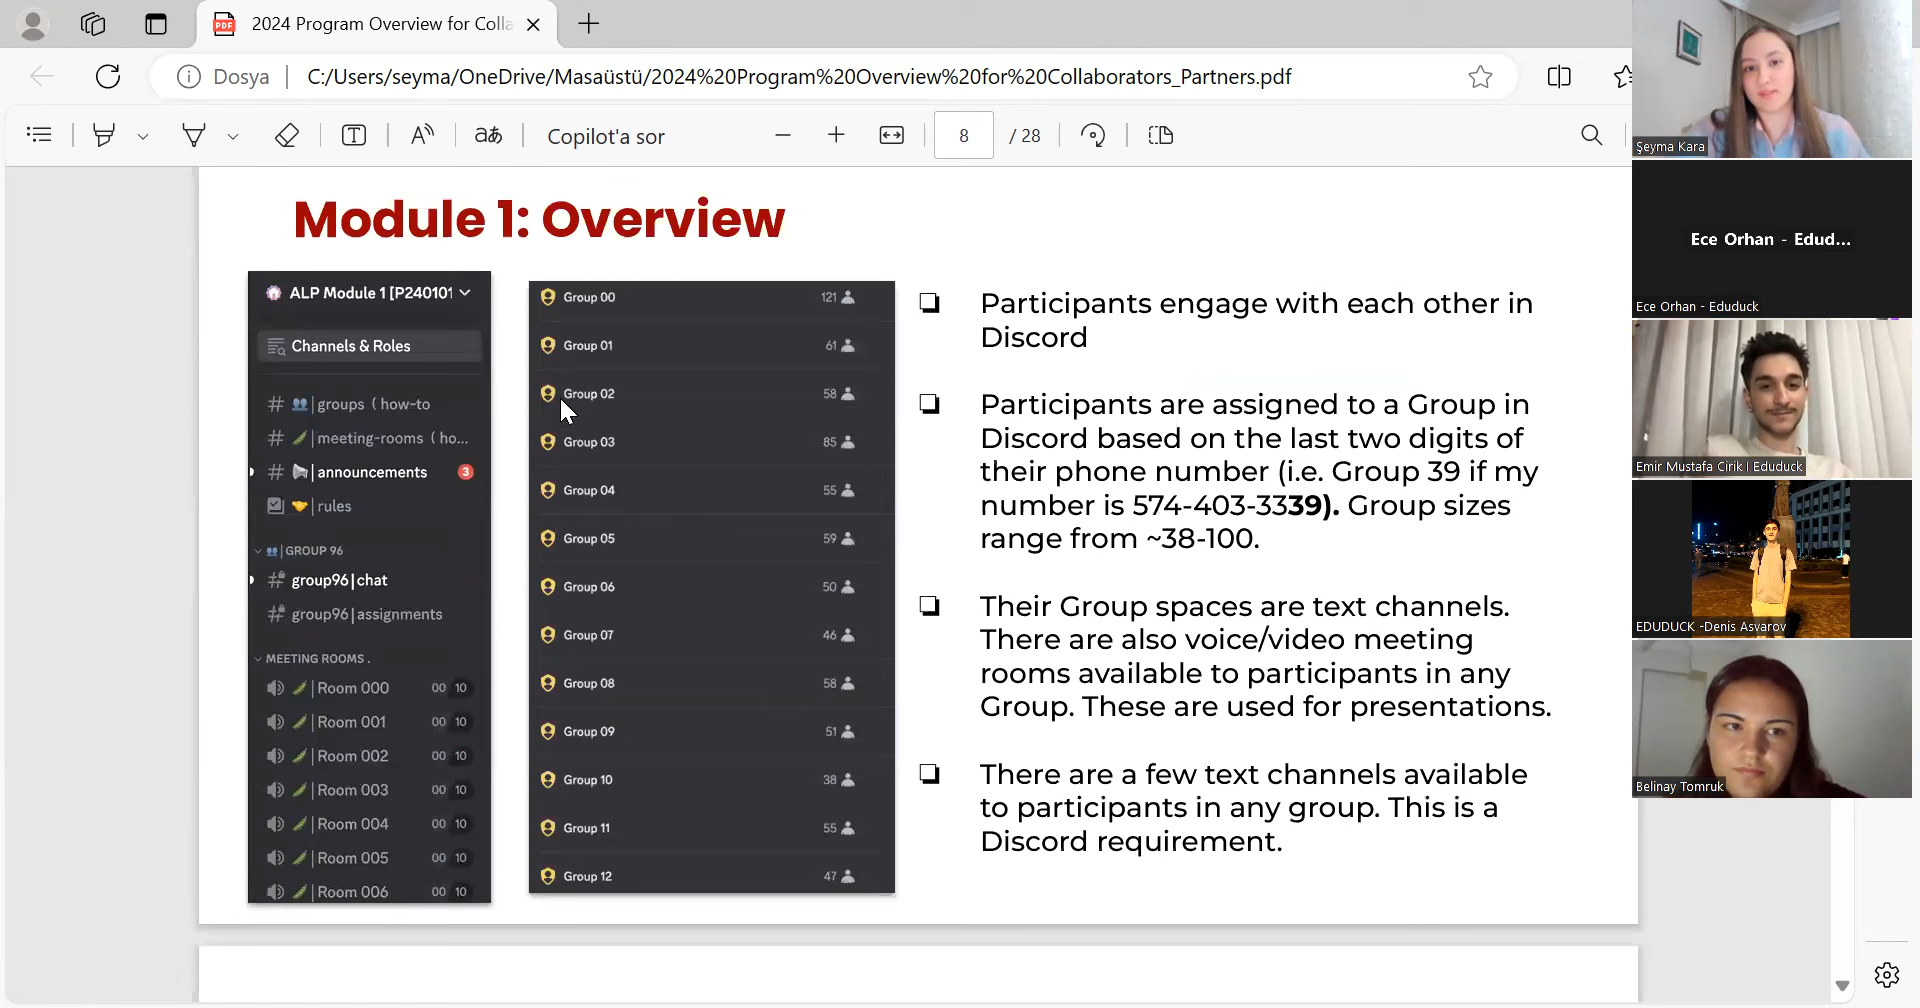 2024 Program Overview for Colla
Dosya
C:/Users/seyma/OneDrive/Masaüstü/2024%20Program%20Overview%20for%20Collaborators_Partners.pdf
Copilot'a sor
8
/ 28
Module 1: Overview
ALP Module 1 [P240101
Channels & Roles
groups ( how-to
meeting-rooms ( ho...
announcements
3
rules
GROUP 96
group96|chat
group96|assignments
MEETING ROOMS .
Room 000 00 10
Room 001 00 10
Room 002 00 10
Room 003 00 10
Room 004 00 10
Room 005 00 10
Room 006 00 10
Group 00 121
Group 01 61
Group 02 58
Group 03 85
Group 04 55
Group 05 59
Group 06 50
Group 07 46
Group 08 58
Group 09 51
Group 10 38
Group 11 55
Group 12 47
Participants engage with each other in
Discord
Participants are assigned to a Group in
Discord based on the last two digits of
their phone number (i.e. Group 39 if my
number is 574-403-3339). Group sizes
range from ~38-100.
Their Group spaces are text channels.
There are also voice/video meeting
rooms available to participants in any
Group. These are used for presentations.
There are a few text channels available
to participants in any group. This is a
Discord requirement.
Şeyma Kara
Ece Orhan - Edud...
Ece Orhan - Eduduck
Emir Mustafa Cirik I Eduduck
EDUDUCK -Denis Asvarov
Belinay Tomruk